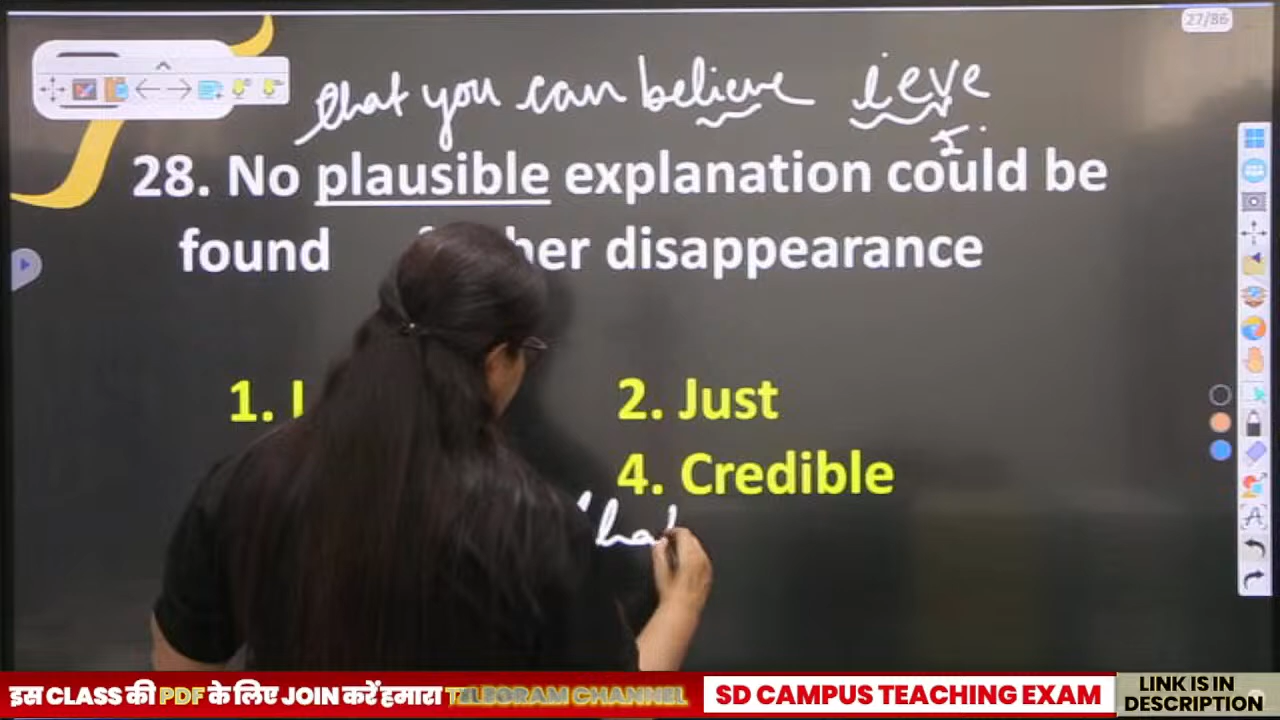 27/86
that you can believe ieve
28. No plausible explanation could be
found her disappearance
1. 2. Just
4. Credible
इस CLASS की PDF के लिए JOIN करें हमारा TELEGRAM CHANNEL
SD CAMPUS TEACHING EXAM
LINK IS IN
DESCRIPTION